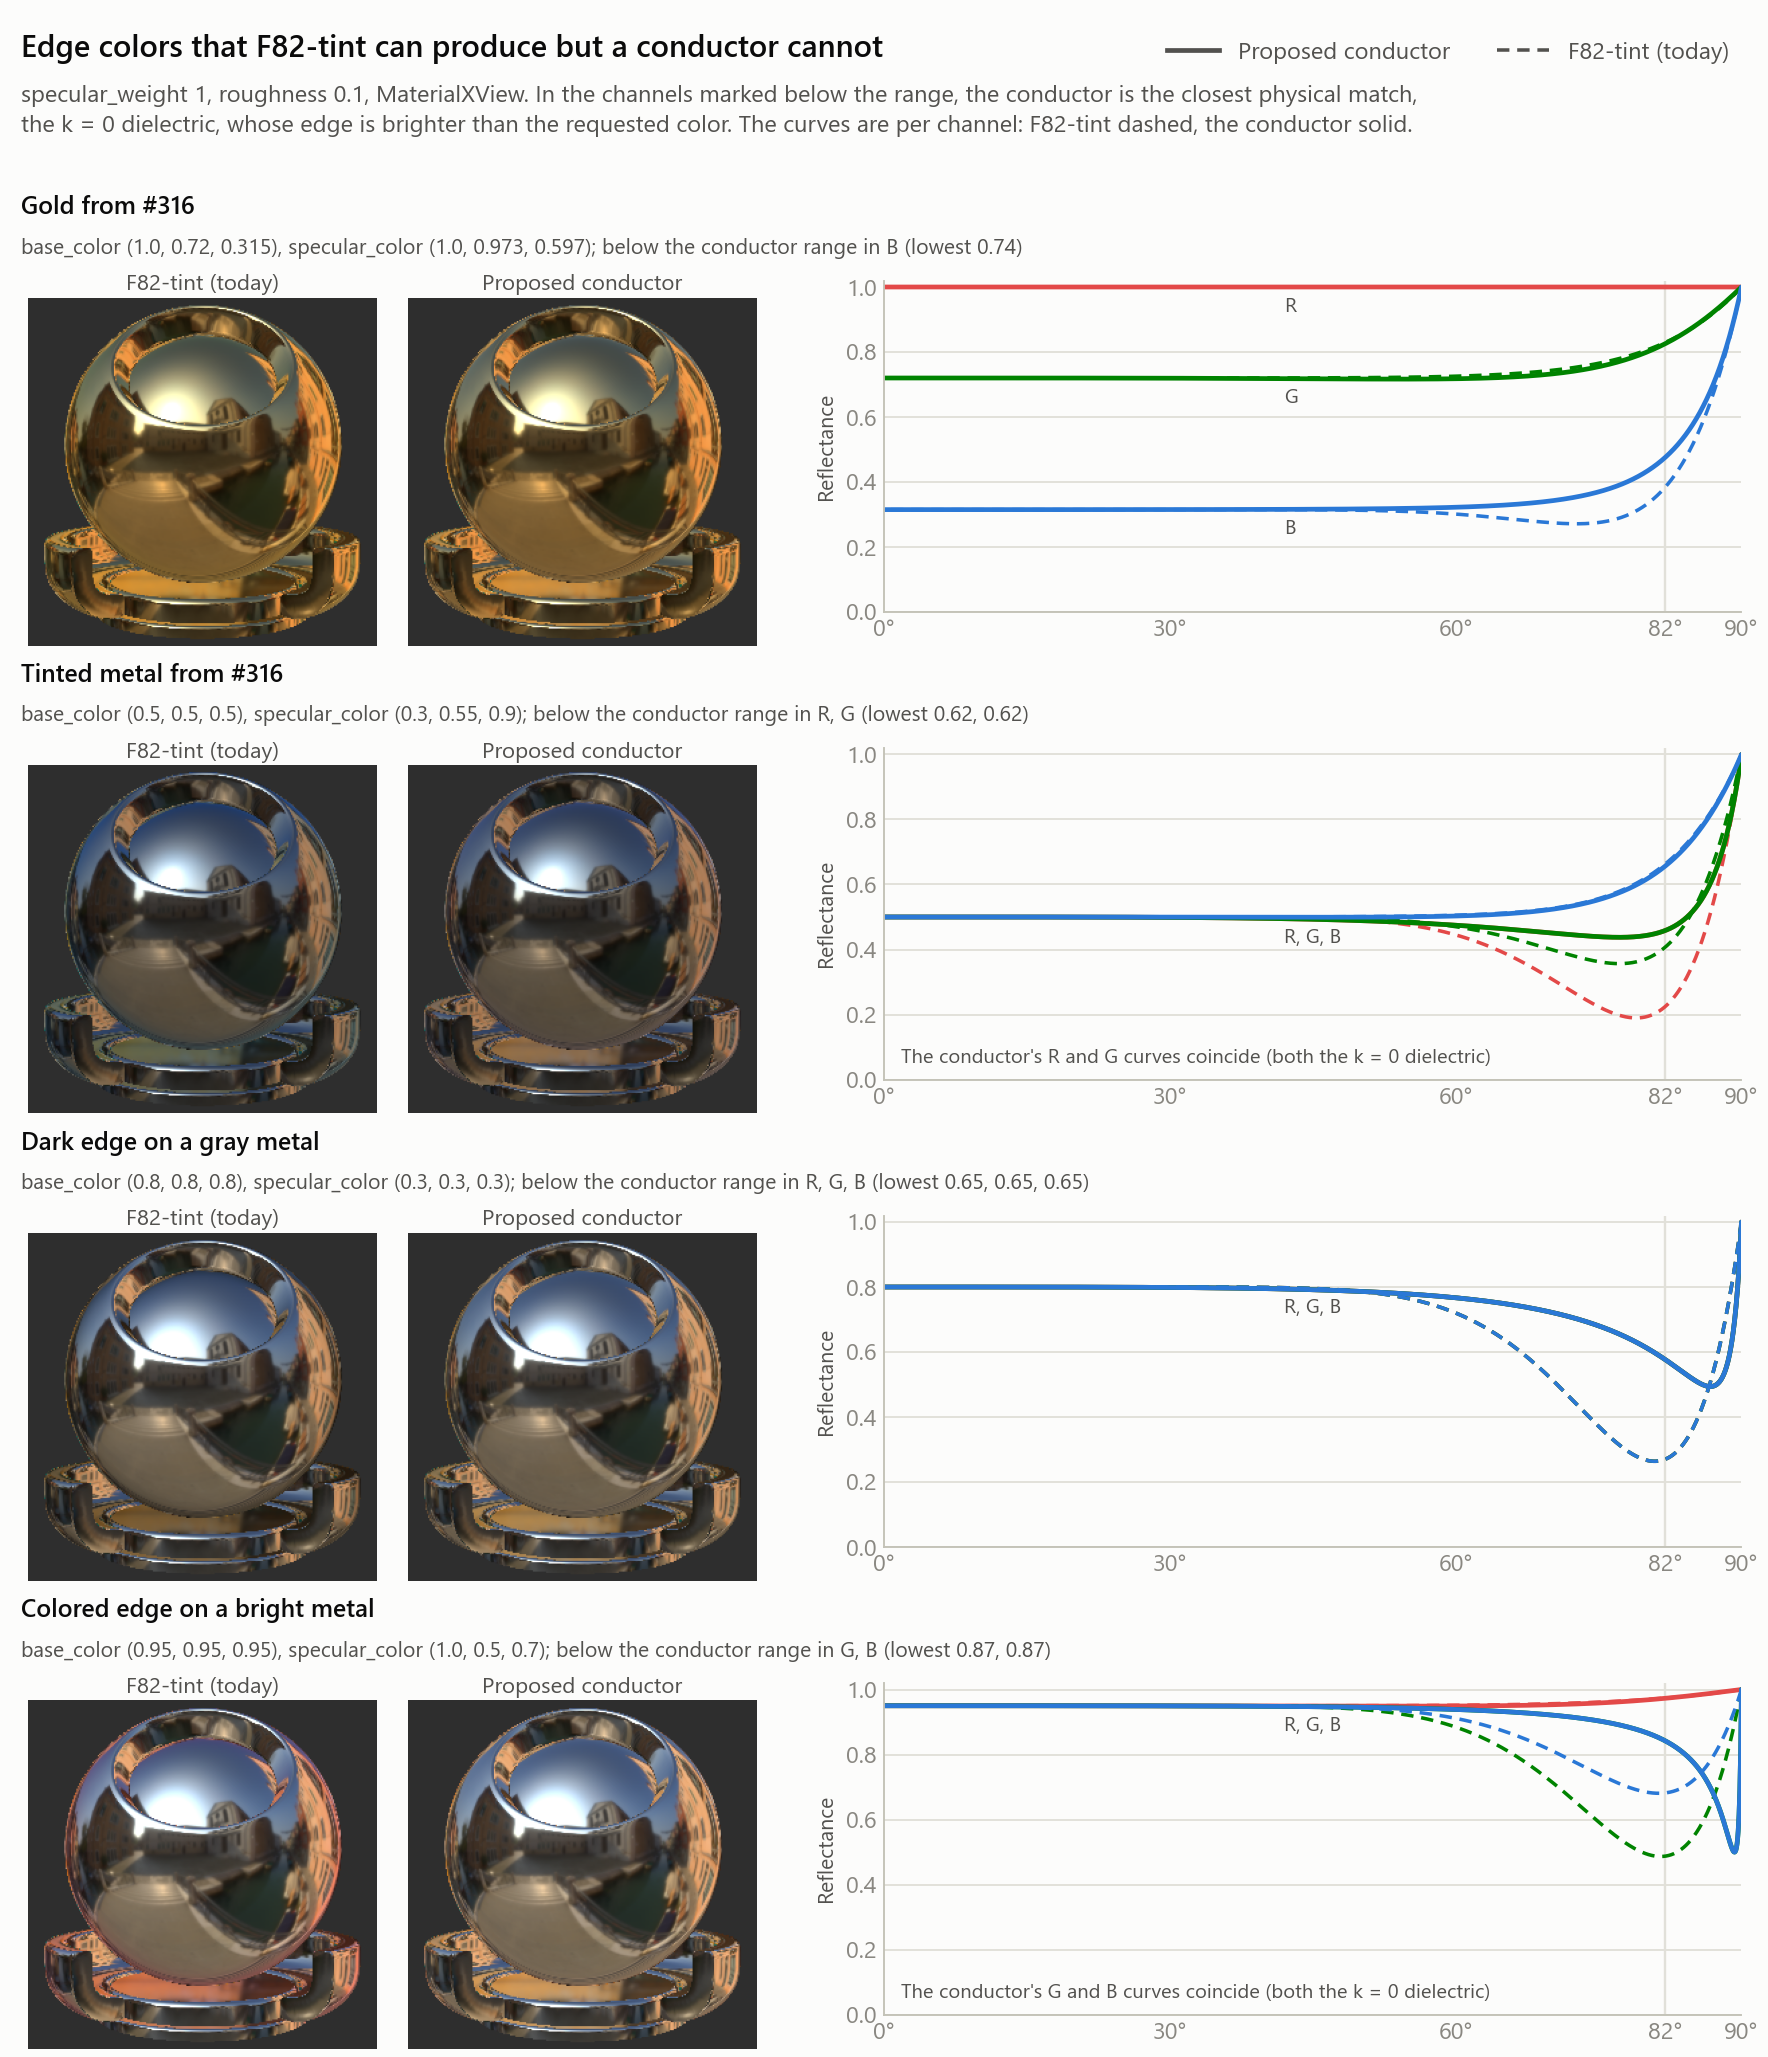 Edge colors that F82-tint can produce but a conductor cannot
Proposed conductor
F82-tint (today)
specular_weight 1, roughness 0.1, MaterialXView. In the channels marked below the range, the conductor is the closest physical match,
the k = 0 dielectric, whose edge is brighter than the requested color. The curves are per channel: F82-tint dashed, the conductor solid.
Gold from #316
base_color (1.0, 0.72, 0.315), specular_color (1.0, 0.973, 0.597); below the conductor range in B (lowest 0.74)
F82-tint (today)
Proposed conductor
Reflectance
1.0
0.8
0.6
0.4
0.2
0.0
R
G
B
0°
30°
60°
82°
90°
Tinted metal from #316
base_color (0.5, 0.5, 0.5), specular_color (0.3, 0.55, 0.9); below the conductor range in R, G (lowest 0.62, 0.62)
F82-tint (today)
Proposed conductor
Reflectance
1.0
0.8
0.6
0.4
0.2
0.0
R, G, B
The conductor's R and G curves coincide (both the k = 0 dielectric)
0°
30°
60°
82°
90°
Dark edge on a gray metal
base_color (0.8, 0.8, 0.8), specular_color (0.3, 0.3, 0.3); below the conductor range in R, G, B (lowest 0.65, 0.65, 0.65)
F82-tint (today)
Proposed conductor
Reflectance
1.0
0.8
0.6
0.4
0.2
0.0
R, G, B
0°
30°
60°
82°
90°
Colored edge on a bright metal
base_color (0.95, 0.95, 0.95), specular_color (1.0, 0.5, 0.7); below the conductor range in G, B (lowest 0.87, 0.87)
F82-tint (today)
Proposed conductor
Reflectance
1.0
0.8
0.6
0.4
0.2
0.0
R, G, B
The conductor's G and B curves coincide (both the k = 0 dielectric)
0°
30°
60°
82°
90°